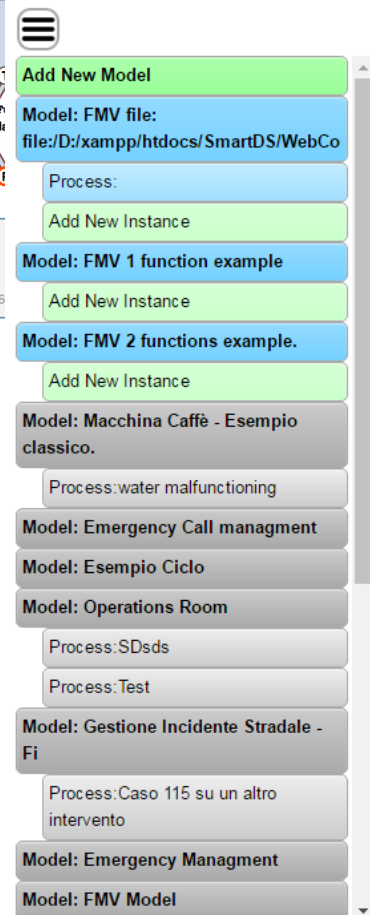 Add New Model
Model: FMV file:
file:/D:/xampp/htdocs/SmartDS/WebCo
Process:
Add New Instance
Model: FMV 1 function example
Add New Instance
Model: FMV 2 functions example.
Add New Instance
Model: Macchina Caffè - Esempio
classico.
Process:water malfunctioning
Model: Emergency Call managment
Model: Esempio Ciclo
Model: Operations Room
Process:SDsds
Process:Test
Model: Gestione Incidente Stradale -
Fi
Process:Caso 115 su un altro
intervento
Model: Emergency Managment
Model: FMV Model